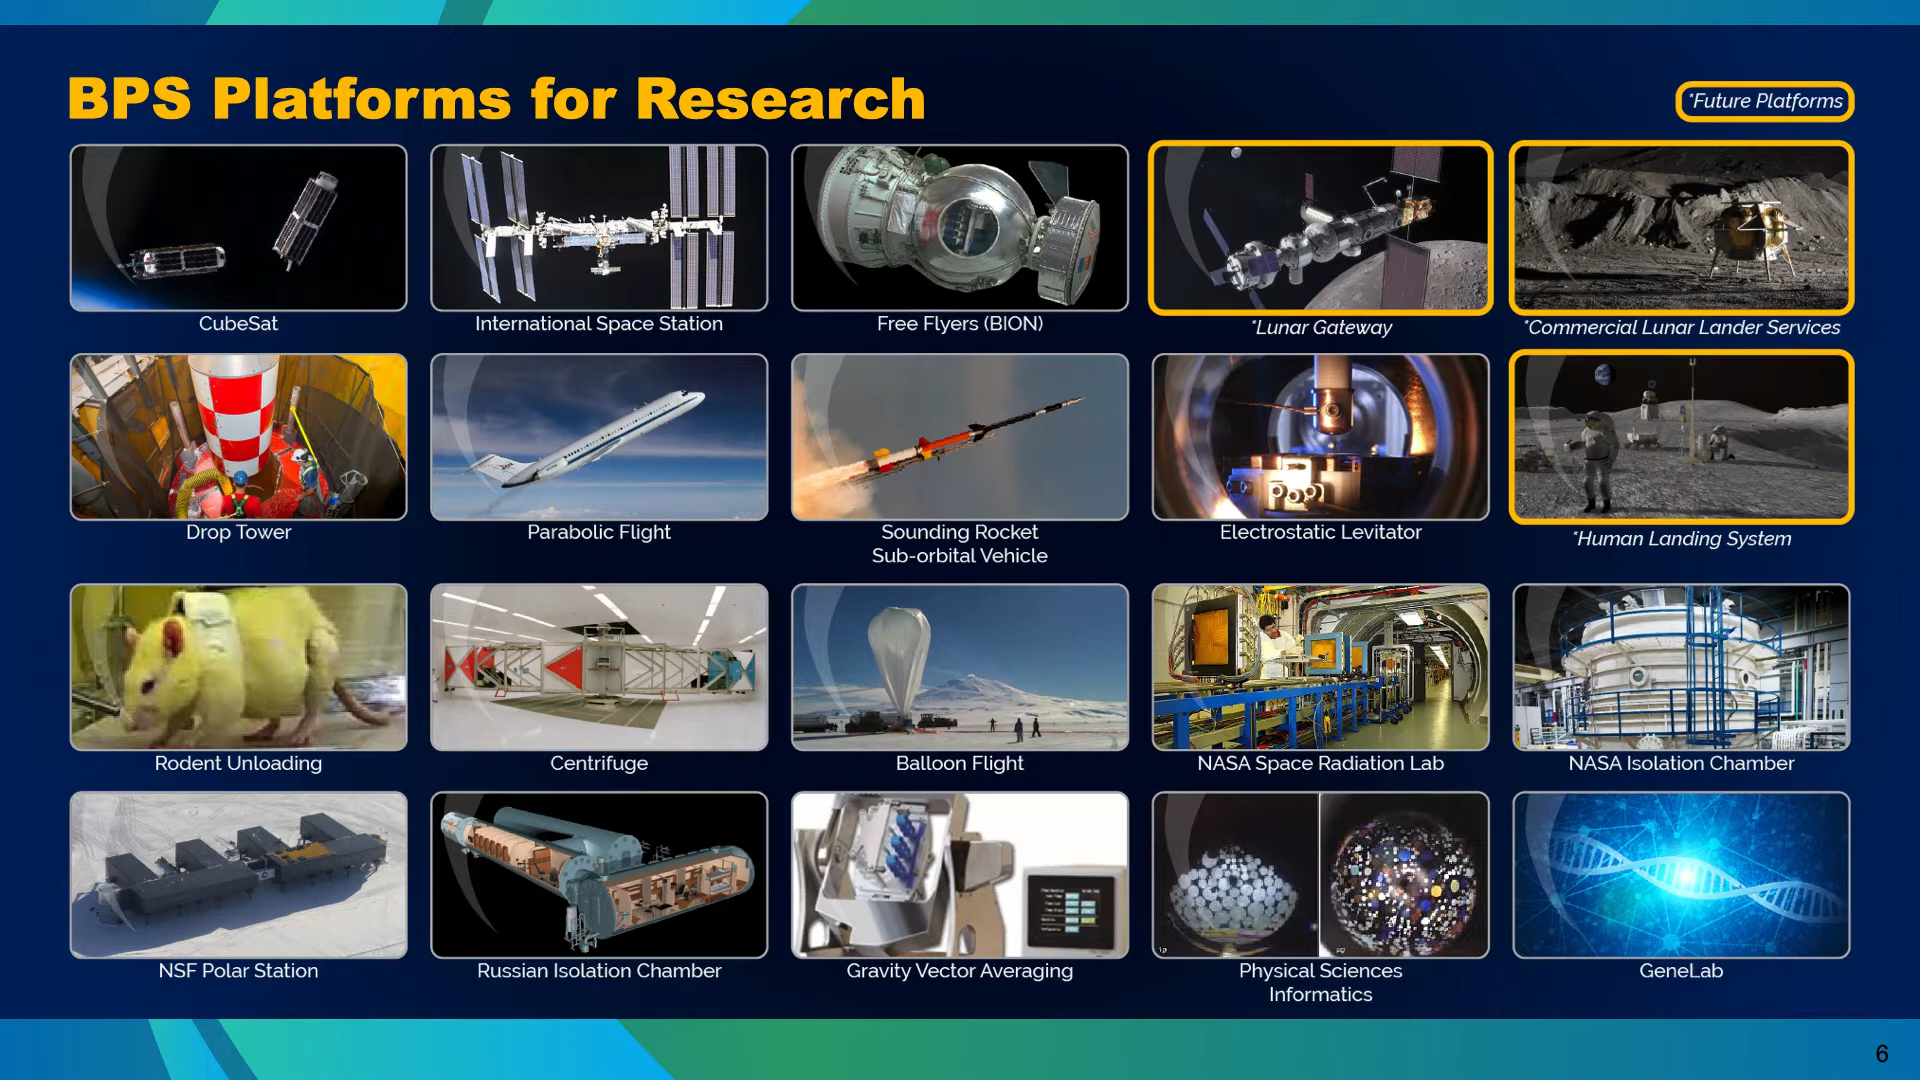 BPS Platforms for Research
*Future Platforms
CubeSat
International Space Station
Free Flyers (BION)
*Lunar Gateway
*Commercial Lunar Lander Services
Drop Tower
Parabolic Flight
Sounding Rocket
Sub-orbital Vehicle
Electrostatic Levitator
*Human Landing System
Rodent Unloading
Centrifuge
Balloon Flight
NASA Space Radiation Lab
NASA Isolation Chamber
NSF Polar Station
Russian Isolation Chamber
Gravity Vector Averaging
Physical Sciences
Informatics
GeneLab
6